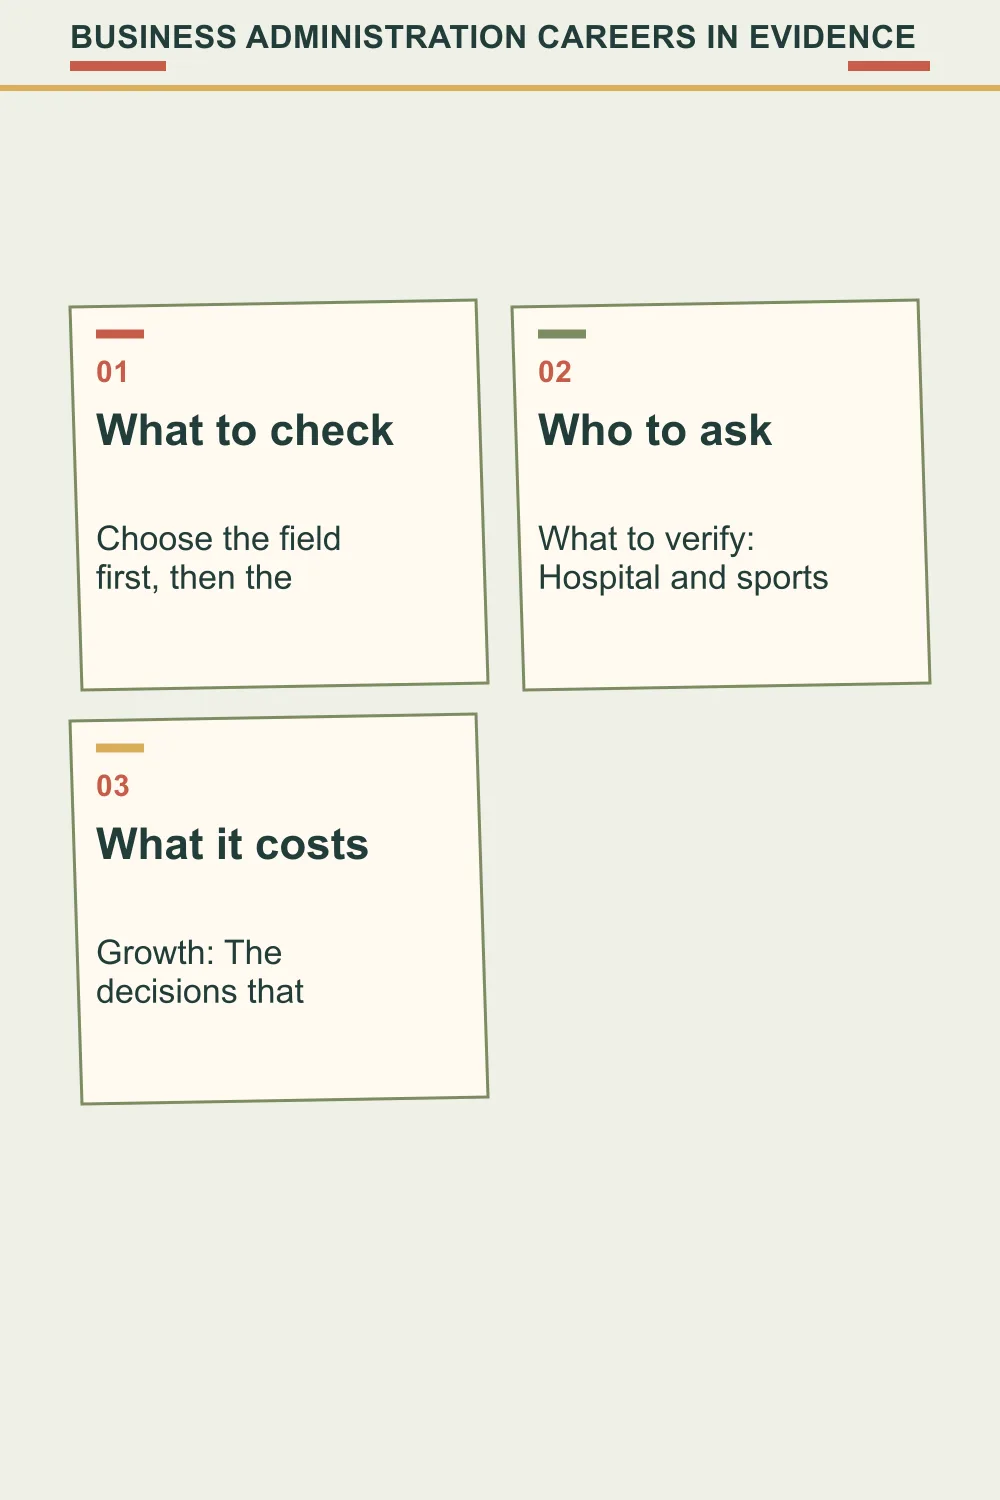 BUSINESS ADMINISTRATION CAREERS IN EVIDENCE
01
What to check
Choose the field
first, then the
02
Who to ask
What to verify:
Hospital and sports
03
What it costs
Growth: The
decisions that